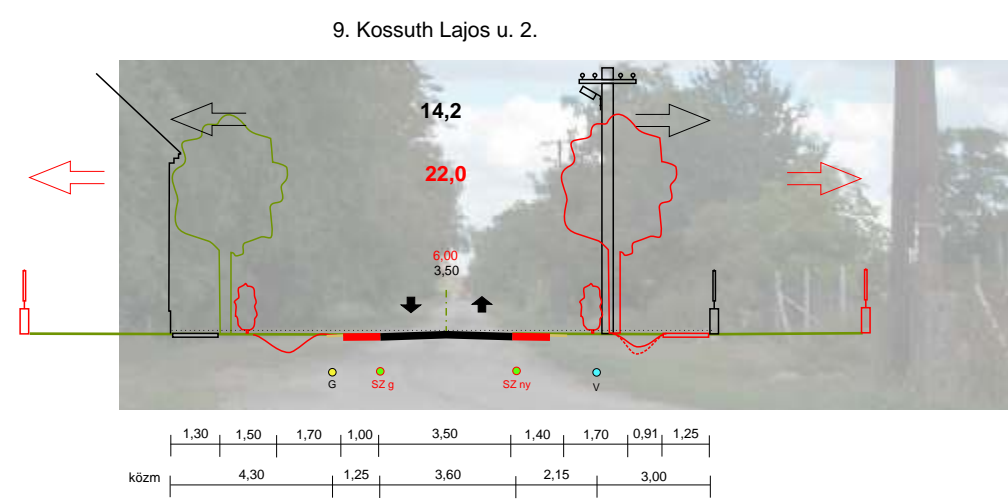 9. Kossuth Lajos u. 2.
14,2
22,0
6,00
3,50
G SZ g SZ ny V
1,30 1,50 1,70 1,00 3,50 1,40 1,70 0,91 1,25
közm 4,30 1,25 3,60 2,15 3,00